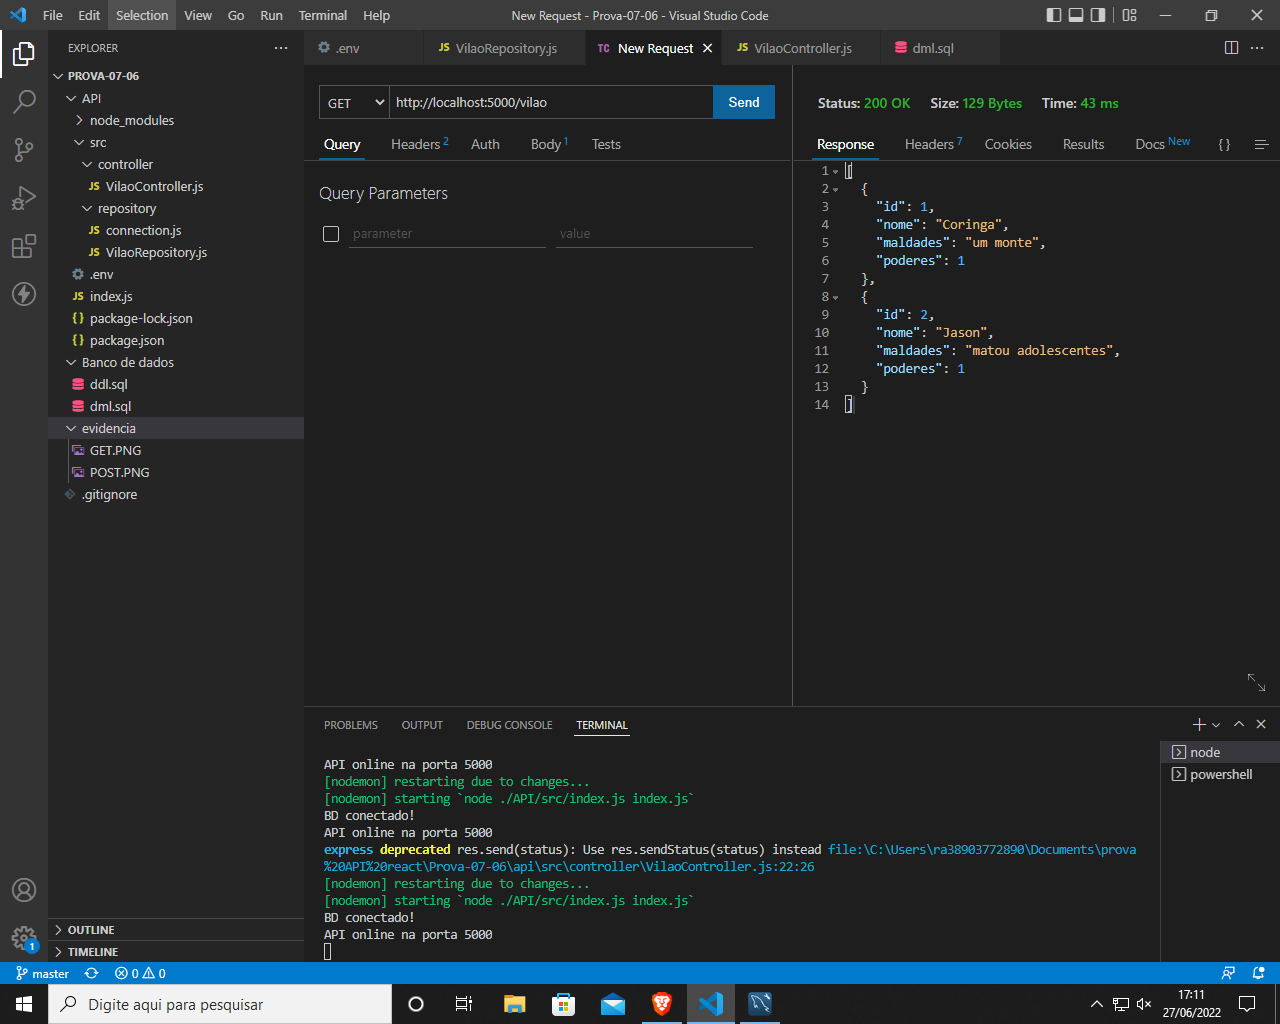 File Edit Selection View Go Run Terminal Help New Request - Prova-07-06 - Visual Studio Code
EXPLORER
.env VilaoRepository.js New Request VilaoController.js dml.sql
PROVA-07-06
API
node_modules
src
controller
VilaoController.js
repository
connection.js
VilaoRepository.js
.env
index.js
package-lock.json
package.json
Banco de dados
ddl.sql
dml.sql
evidencia
GET.PNG
POST.PNG
.gitignore
OUTLINE
TIMELINE
GET http://localhost:5000/vilao Send
Query Headers 2 Auth Body 1 Tests
Query Parameters
parameter value
Status: 200 OK Size: 129 Bytes Time: 43 ms
Response Headers 7 Cookies Results Docs New { }
1 [
2 {
3 "id": 1,
4 "nome": "Coringa",
5 "maldades": "um monte",
6 "poderes": 1
7 },
8 {
9 "id": 2,
10 "nome": "Jason",
11 "maldades": "matou adolescentes",
12 "poderes": 1
13 }
14 ]
PROBLEMS OUTPUT DEBUG CONSOLE TERMINAL
API online na porta 5000
[nodemon] restarting due to changes...
[nodemon] starting `node ./API/src/index.js index.js`
BD conectado!
API online na porta 5000
express deprecated res.send(status): Use res.sendStatus(status) instead file:\C:\Users\ra38903772890\Documents\prova
%20API%20react\Prova-07-06\api\src\controller\VilaoController.js:22:26
[nodemon] restarting due to changes...
[nodemon] starting `node ./API/src/index.js index.js`
BD conectado!
API online na porta 5000
node
powershell
master 0 0
Digite aqui para pesquisar
17:11
27/06/2022